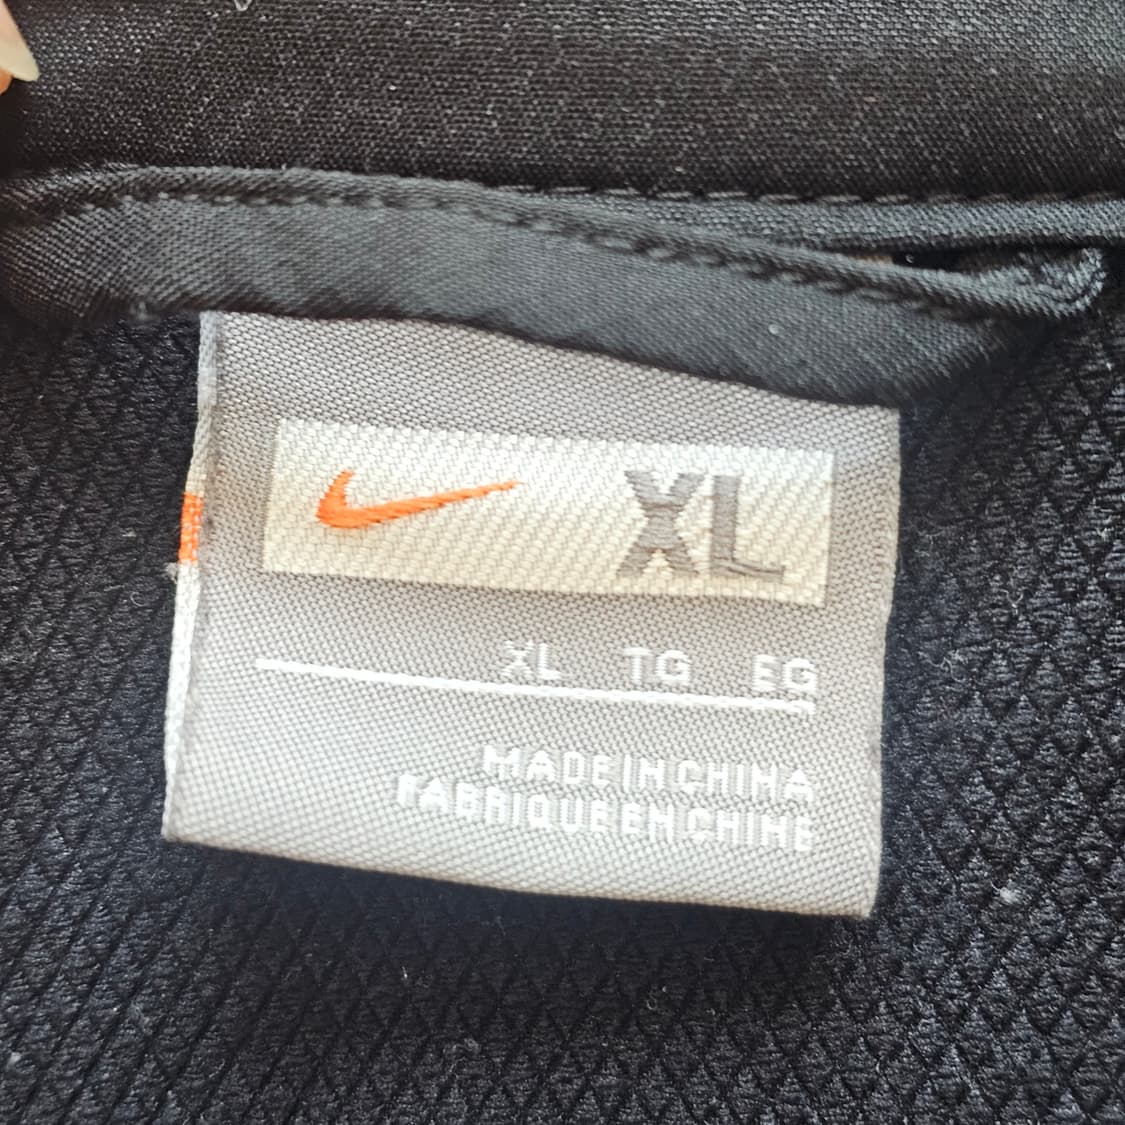 XL
XL TG EG
MADE IN CHINA
FABRIQUE EN CHINE